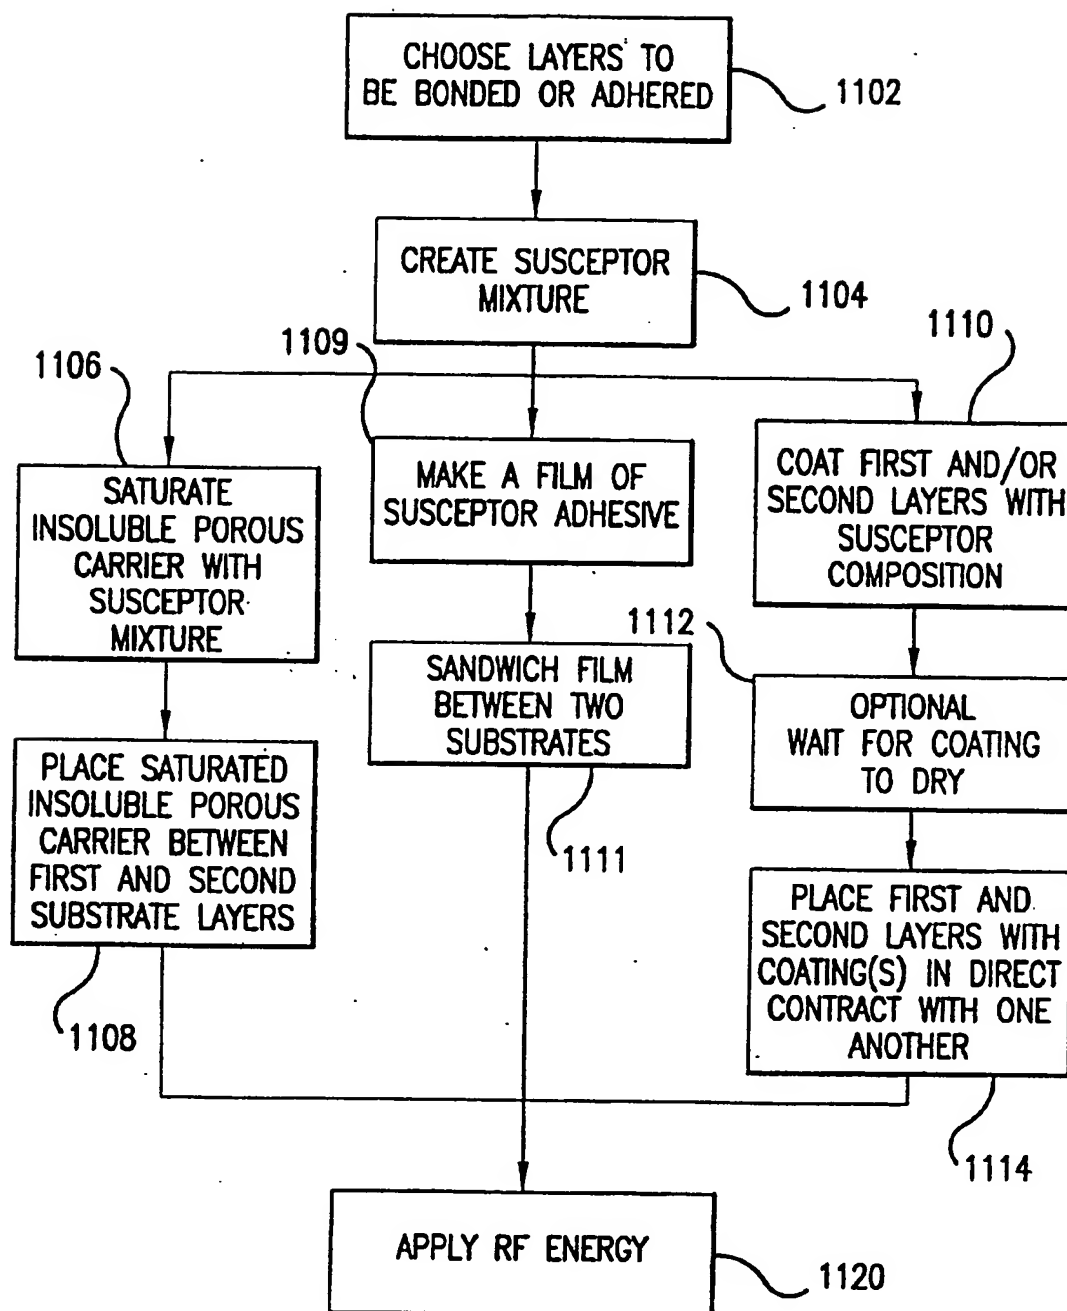 CHOOSE LAYERS TO
BE BONDED OR ADHERED
1102
CREATE SUSCEPTOR
MIXTURE
1104
1106
SATURATE
INSOLUBLE POROUS
CARRIER WITH
SUSCEPTOR
MIXTURE
PLACE SATURATED
INSOLUBLE POROUS
CARRIER BETWEEN
FIRST AND SECOND
SUBSTRATE LAYERS
1108
1109
MAKE A FILM OF
SUSCEPTOR ADHESIVE
SANDWICH FILM
BETWEEN TWO
SUBSTRATES
1111
1110
COAT FIRST AND/OR
SECOND LAYERS WITH
SUSCEPTOR
COMPOSITION
1112
OPTIONAL
WAIT FOR COATING
TO DRY
PLACE FIRST AND
SECOND LAYERS WITH
COATING(S) IN DIRECT
CONTRACT WITH ONE
ANOTHER
1114
APPLY RF ENERGY
1120